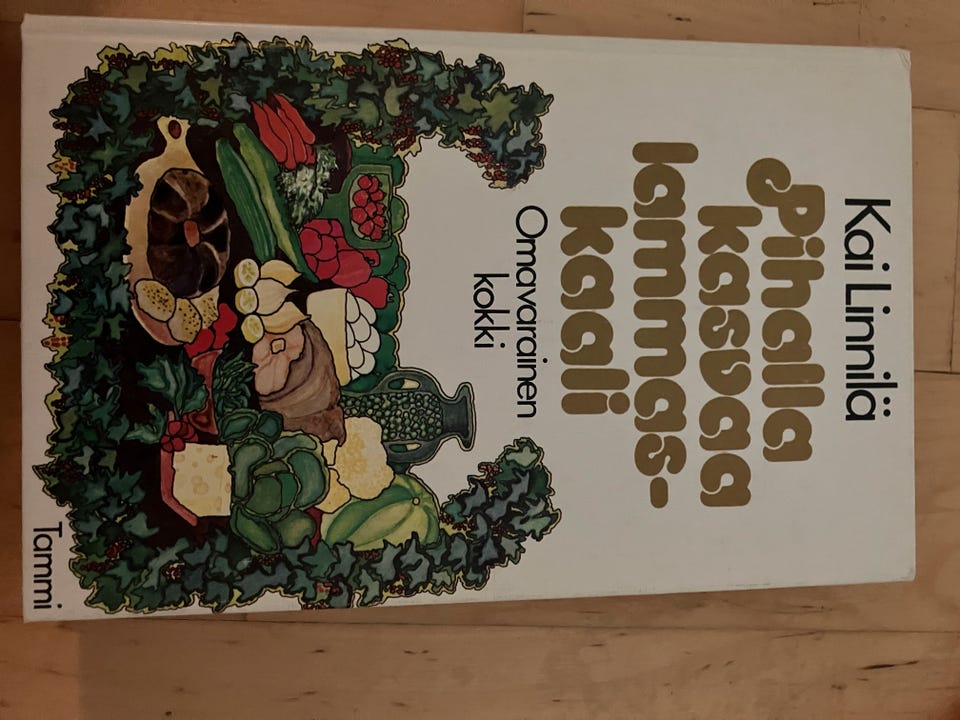 Kai Linnilä
Pihalla
kasvaa
lammas-
kaali
Omavarainen
kokki
Tammi